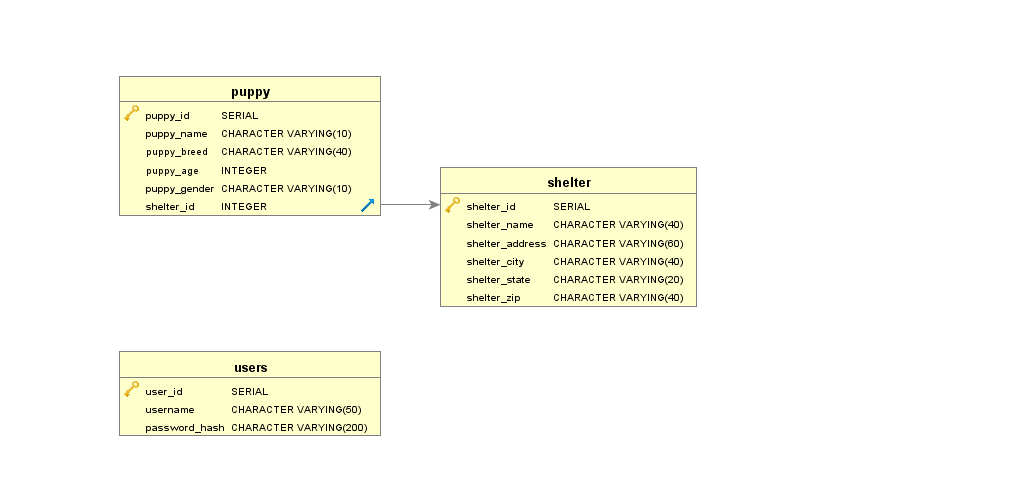 puppy
puppy_id SERIAL
puppy_name CHARACTER VARYING(10)
puppy_breed CHARACTER VARYING(40)
puppy_age INTEGER
puppy_gender CHARACTER VARYING(10)
shelter_id INTEGER
shelter
shelter_id SERIAL
shelter_name CHARACTER VARYING(40)
shelter_address CHARACTER VARYING(60)
shelter_city CHARACTER VARYING(40)
shelter_state CHARACTER VARYING(20)
shelter_zip CHARACTER VARYING(40)
users
user_id SERIAL
username CHARACTER VARYING(50)
password_hash CHARACTER VARYING(200)